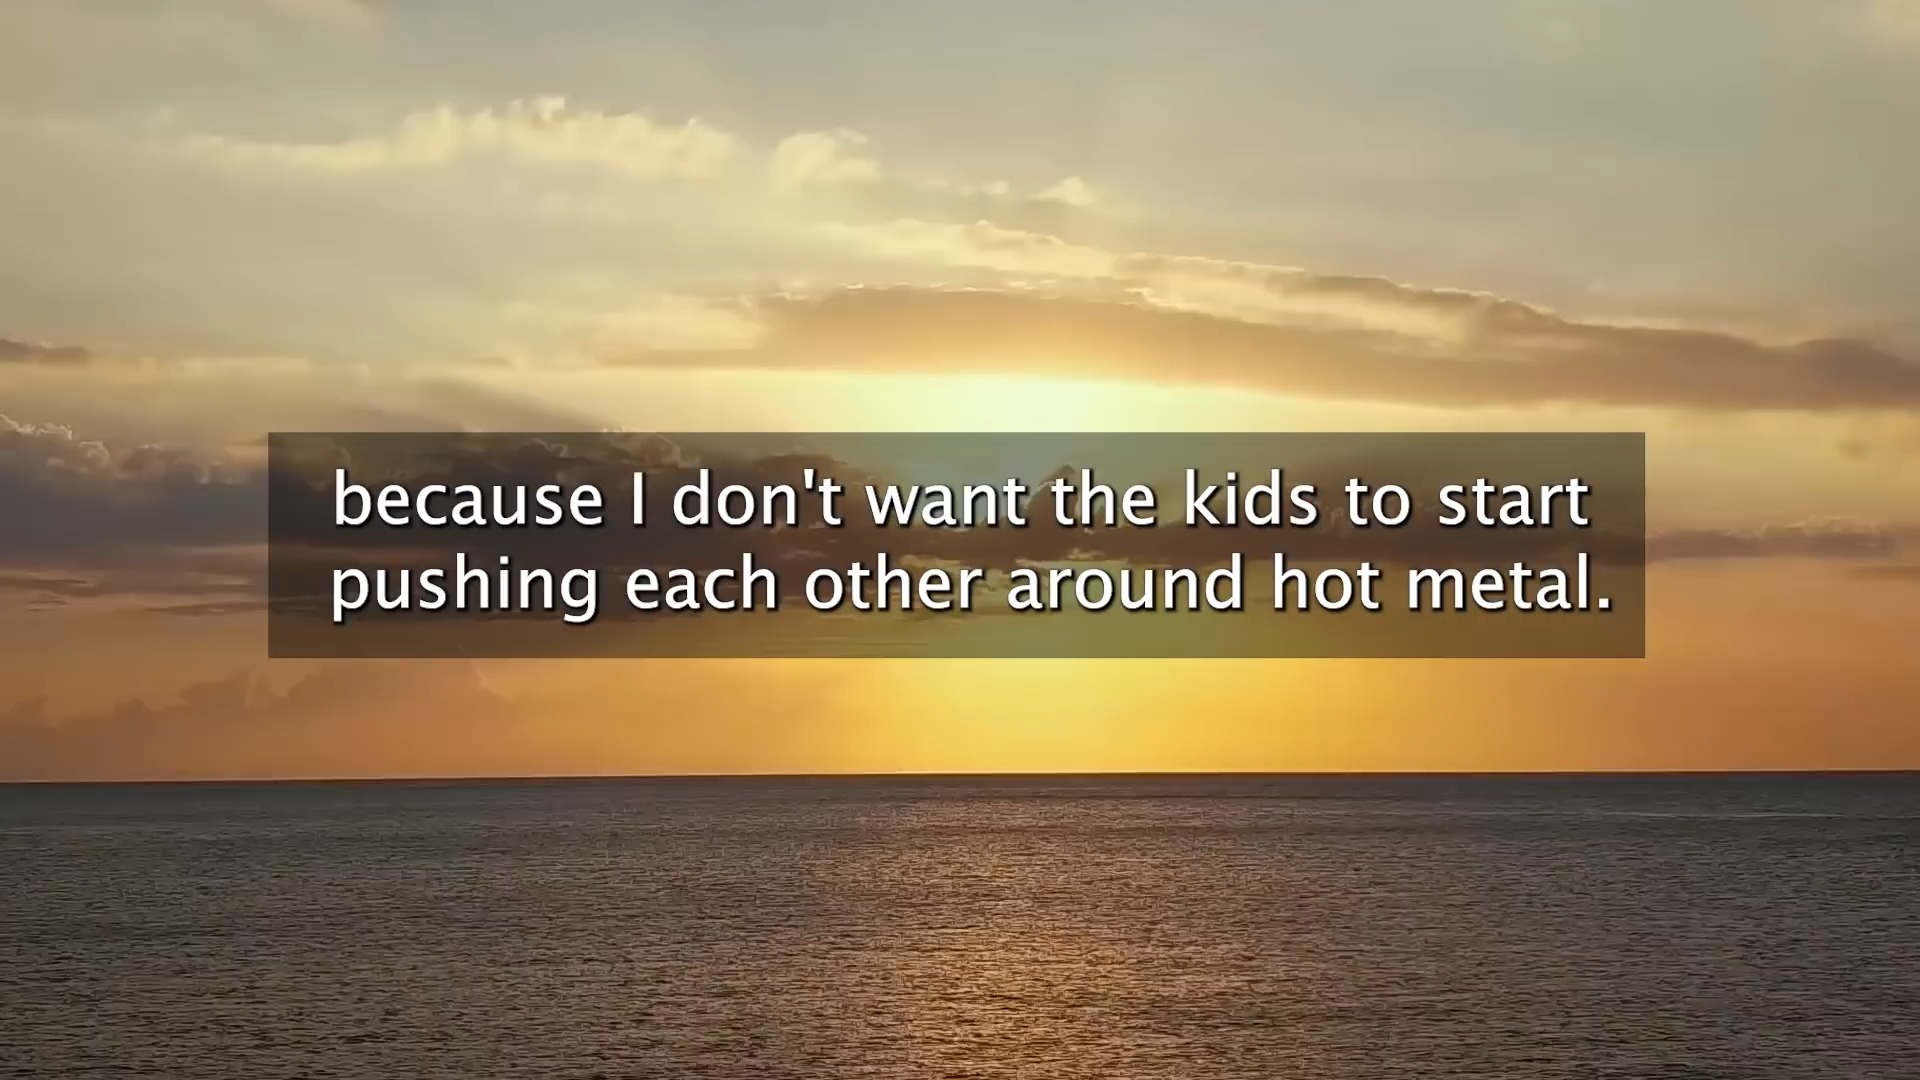 because I don't want the kids to start
pushing each other around hot metal.